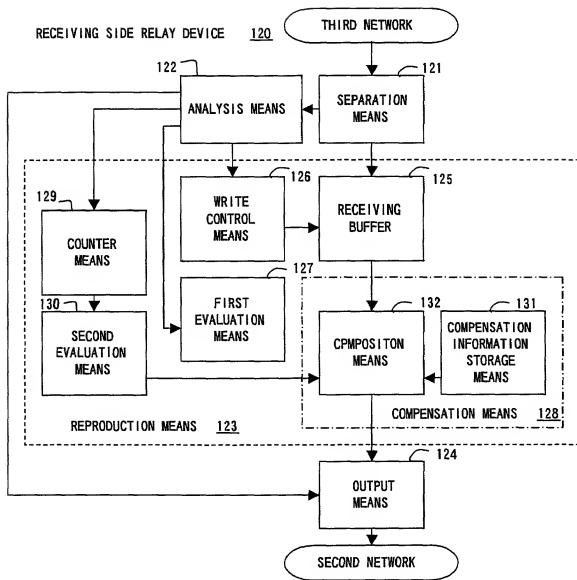 RECEIVING SIDE RELAY DEVICE 120
THIRD NETWORK
122
121
ANALYSIS MEANS
SEPARATION
MEANS
126
125
129
WRITE
CONTROL
MEANS
RECEIVING
BUFFER
COUNTER
MEANS
127
130
132
131
FIRST
EVALUATION
MEANS
SECOND
EVALUATION
MEANS
CPMPOSITON
MEANS
COMPENSATION
INFORMATION
STORAGE
MEANS
REPRODUCTION MEANS 123
COMPENSATION MEANS 128
124
OUTPUT
MEANS
SECOND NETWORK